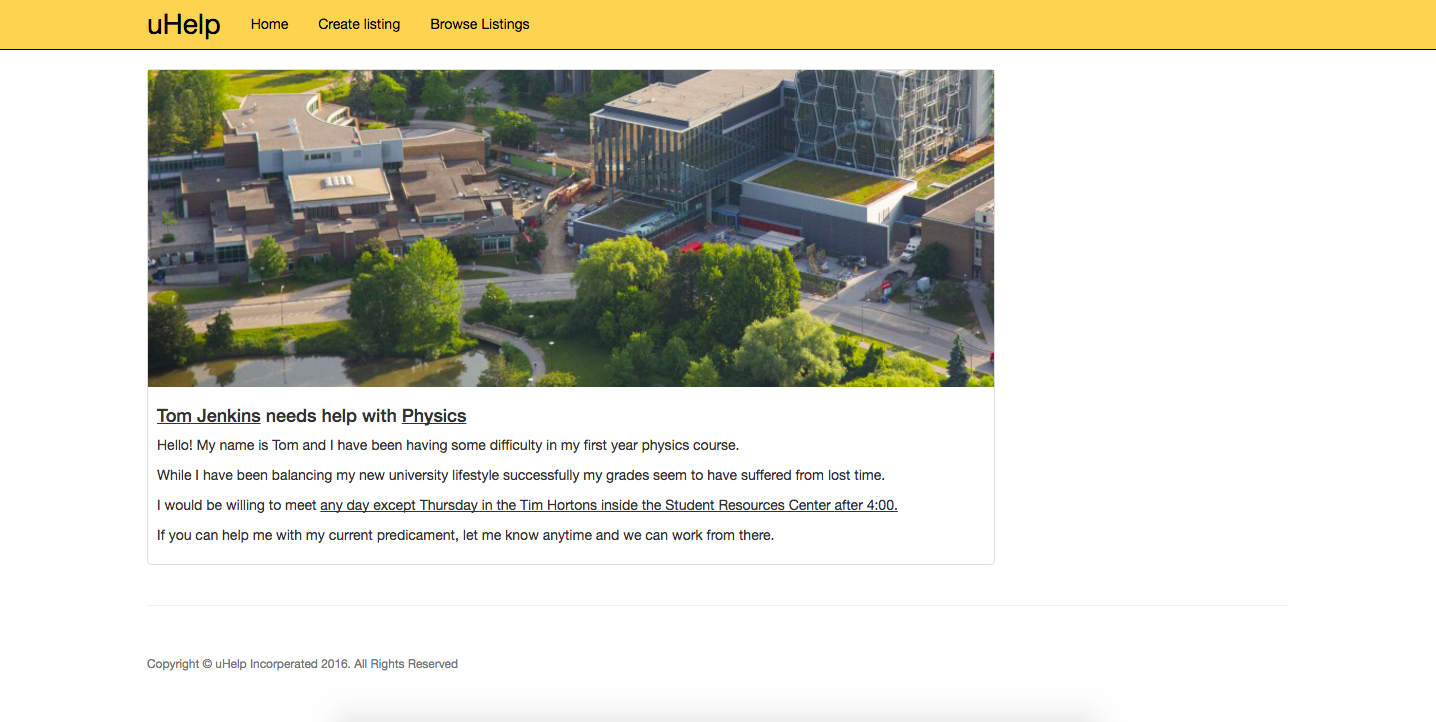 uHelp Home Create listing Browse Listings
Tom Jenkins needs help with Physics
Hello! My name is Tom and I have been having some difficulty in my first year physics course.
While I have been balancing my new university lifestyle successfully my grades seem to have suffered from lost time.
I would be willing to meet any day except Thursday in the Tim Hortons inside the Student Resources Center after 4:00.
If you can help me with my current predicament, let me know anytime and we can work from there.
Copyright © uHelp Incorperated 2016. All Rights Reserved